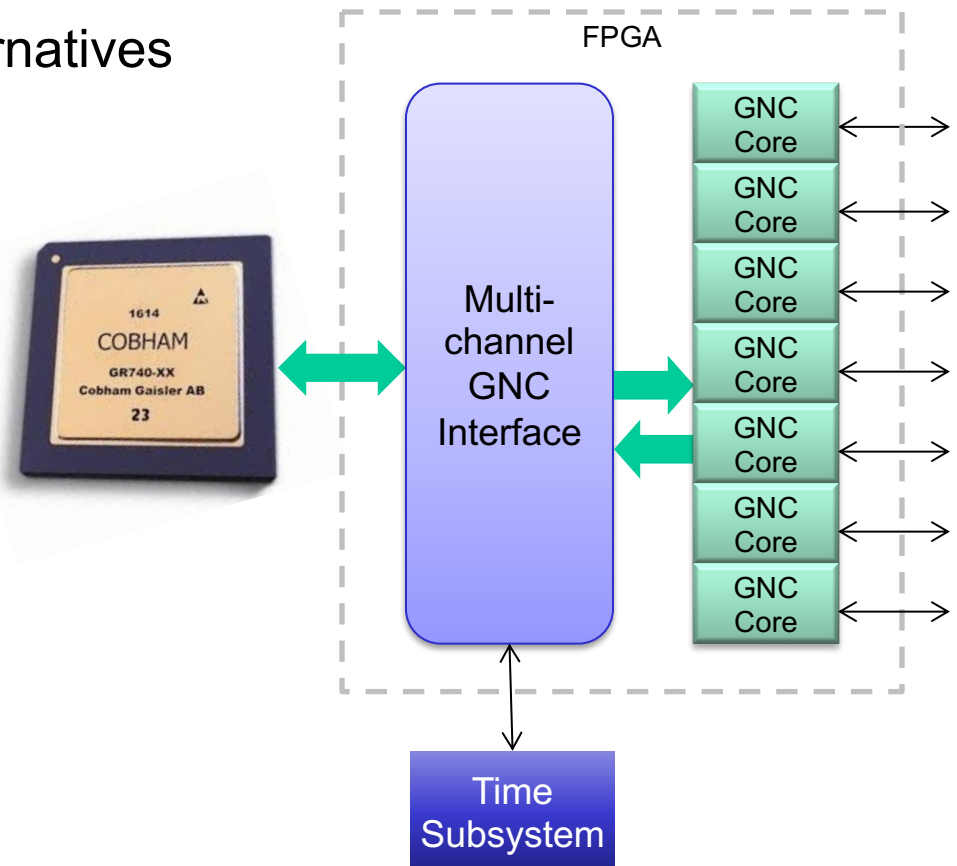 rnatives
FPGA
1614
COBHAM
GR740-XX
Cobham Gaisler AB
23
Multi-
channel
GNC
Interface
GNC
Core
GNC
Core
GNC
Core
GNC
Core
GNC
Core
GNC
Core
GNC
Core
Time
Subsystem